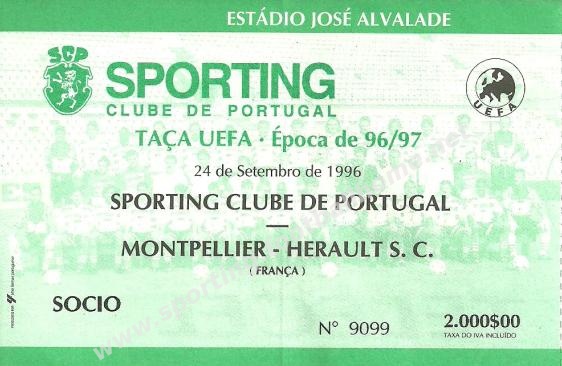 ESTÁDIO JOSÉ ALVALADE
SCP
SPORTING
CLUBE DE PORTUGAL
UEFA
TAÇA UEFA · Época de 96/97
24 de Setembro de 1996
SPORTING CLUBE DE PORTUGAL
—
MONTPELLIER - HERAULT S. C.
( FRANÇA )
SOCIO
Nº 9099
2.000$00
TAXA DO IVA INCLUÍDO